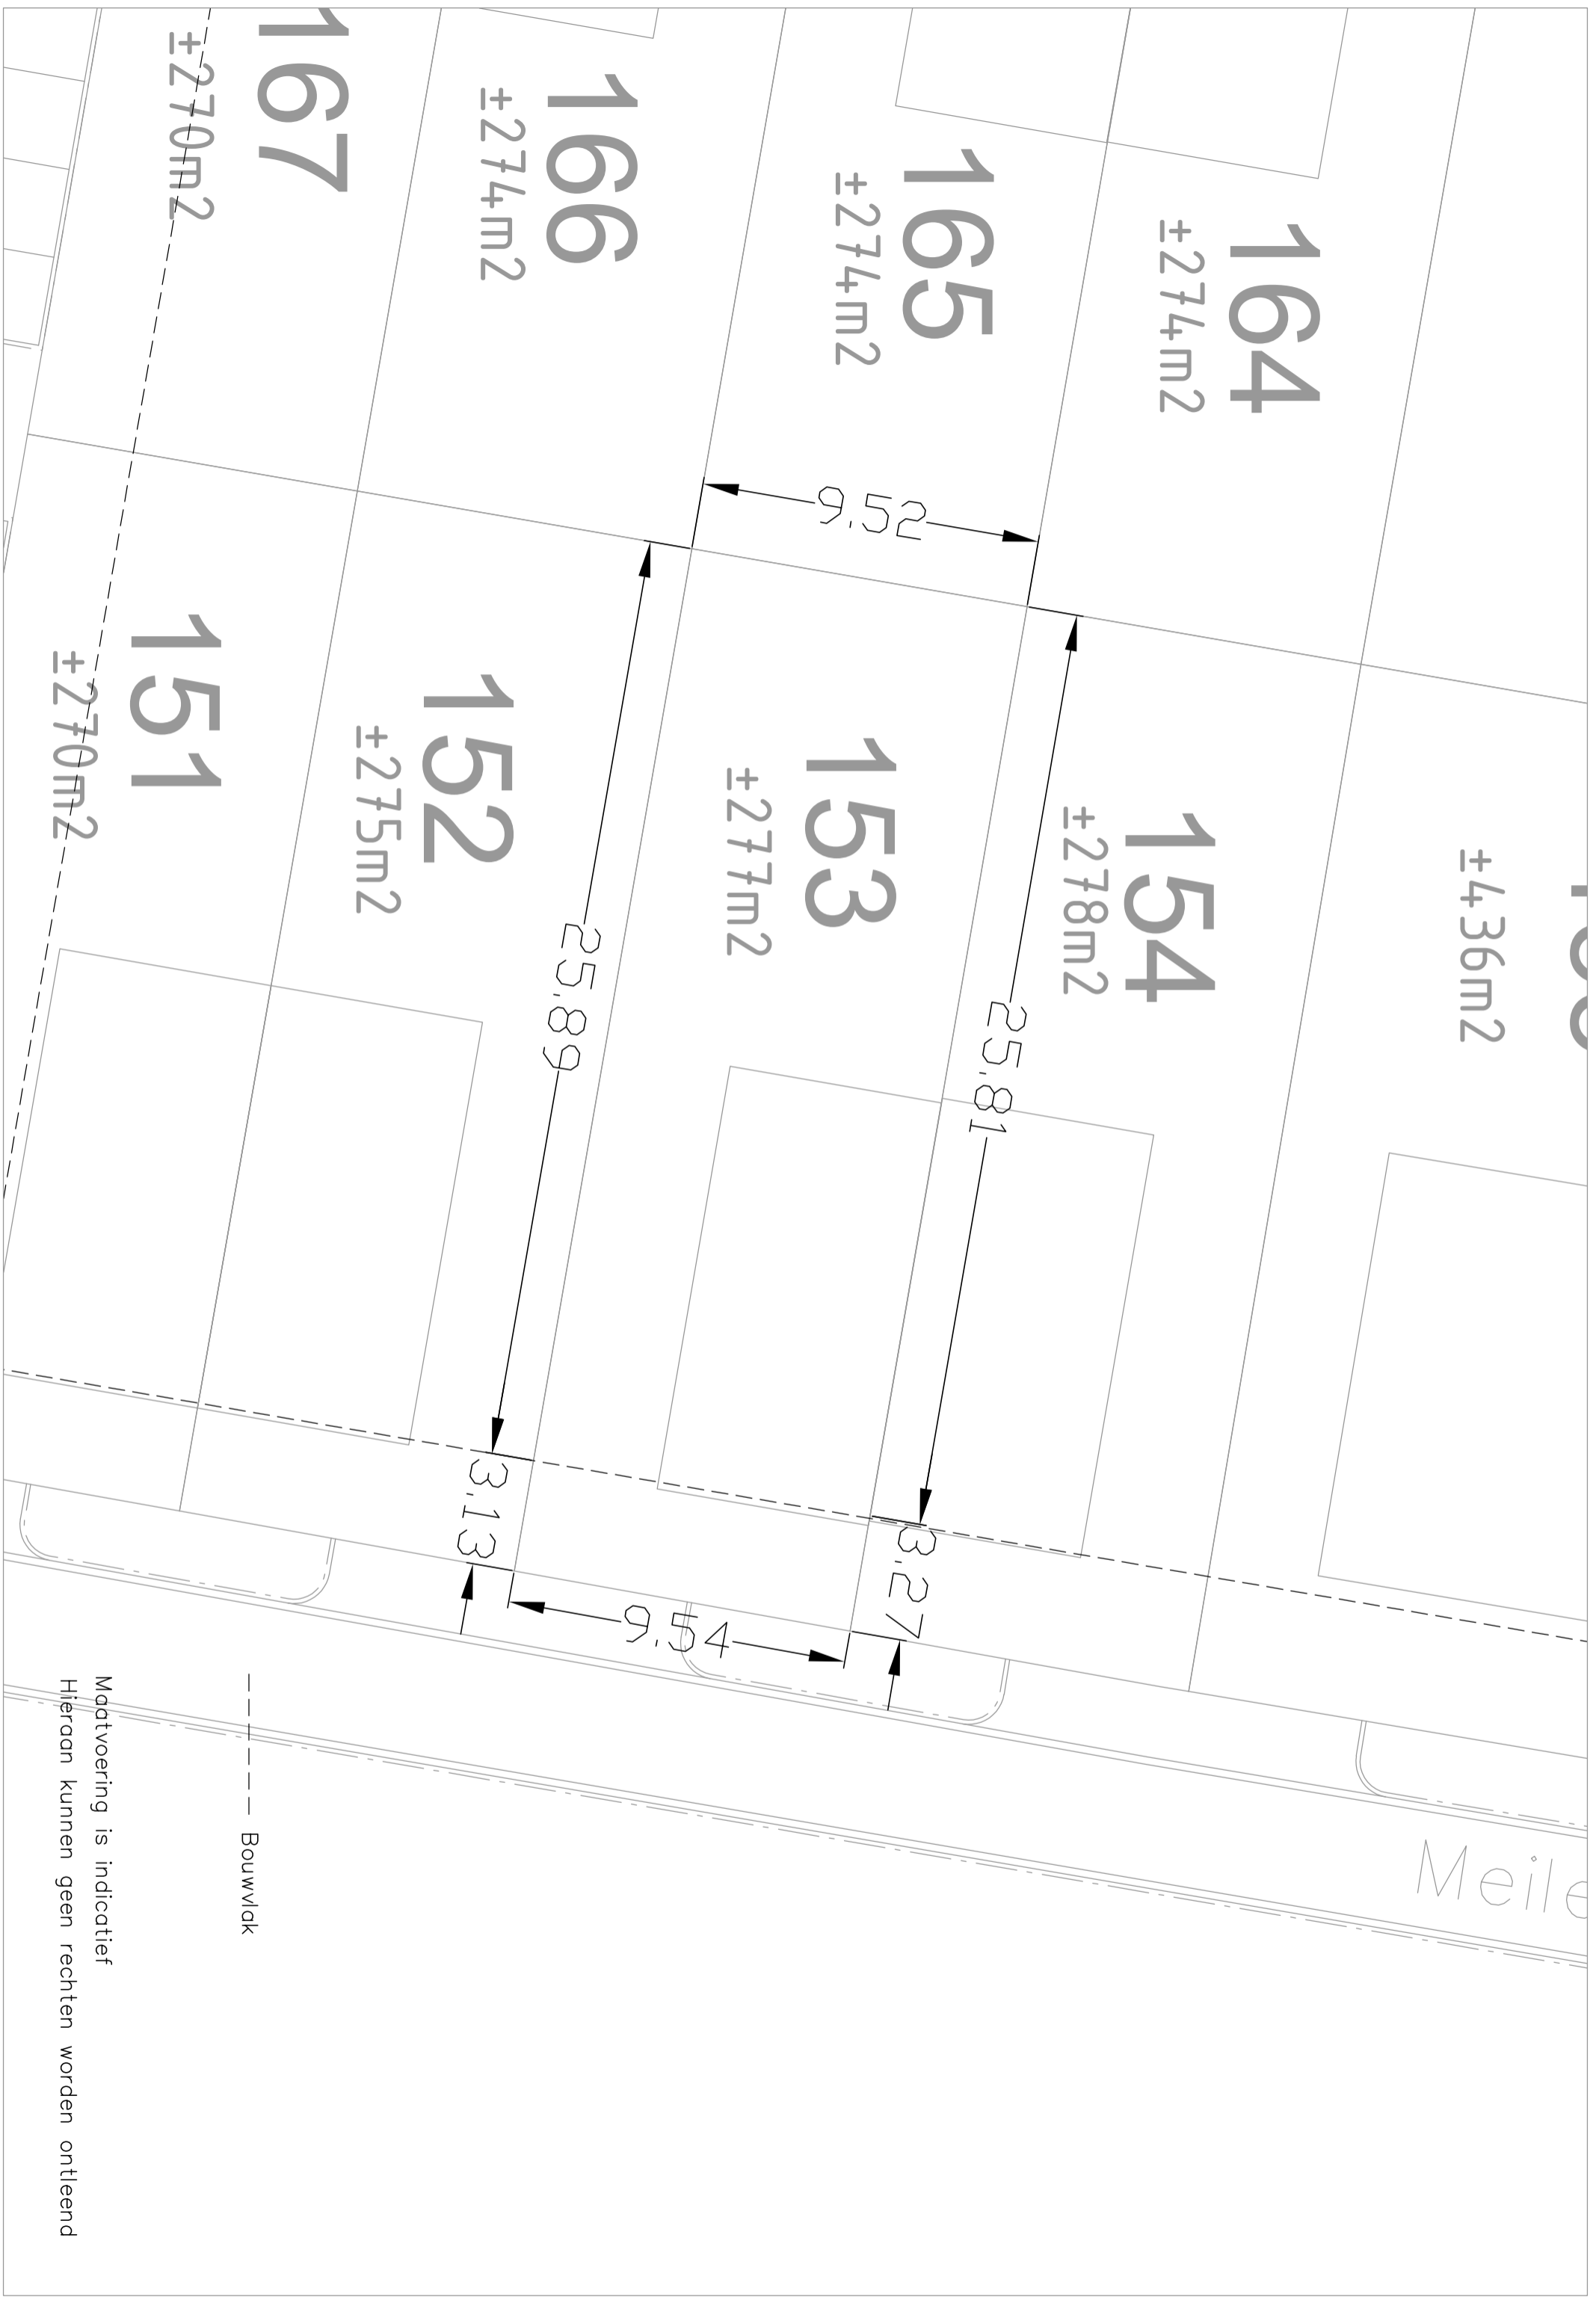 167
±270m2
166
±274m2
165
±274m2
164
±274m2
9,52
151
±270m2
152
±275m2
153
±277m2
154
±278m2
±436m2
25,89
25,81
3,13
3,27
9,54
Meile
Bouwvlak
Maatvoering is indicatief
Hieraan kunnen geen rechten worden ontleend